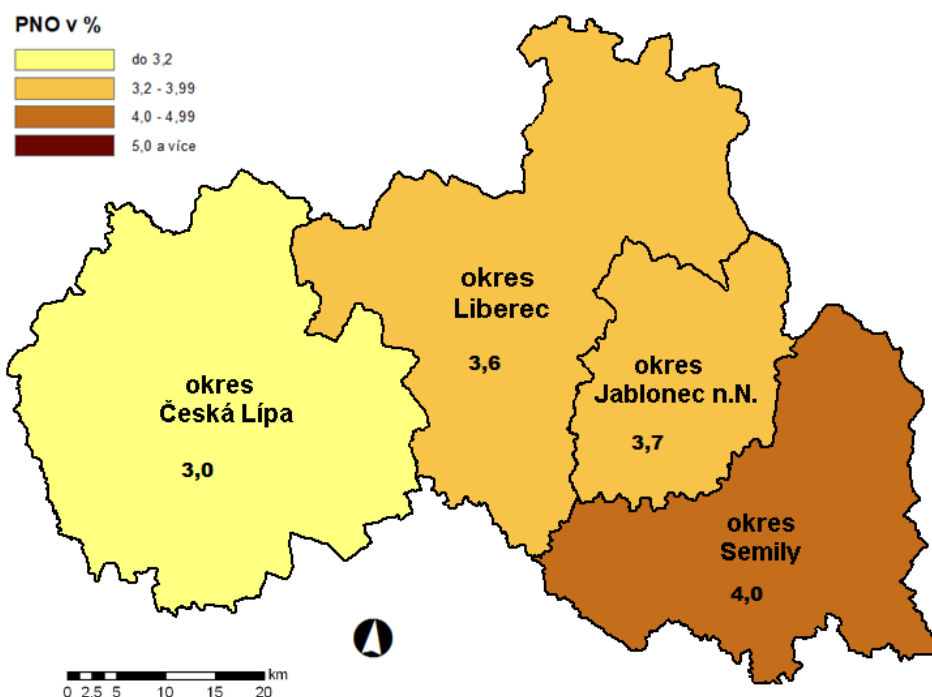 PNO v %
do 3,2
3,2 - 3,99
4,0 - 4,99
5,0 a více
okres
Liberec
3,6
okres
Jablonec n.N.
3,7
okres
Česká Lípa
3,0
okres
Semily
4,0
km
0 2,5 5 10 15 20